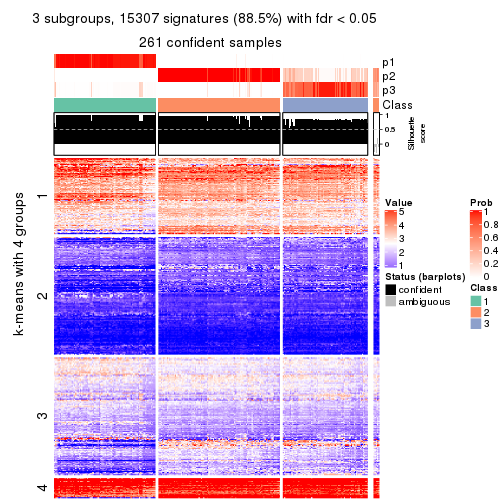 3 subgroups, 15307 signatures (88.5%) with fdr < 0.05
261 confident samples
p1
p2
p3
Class
1
0.5
0
Silhouette
score
k-means with 4 groups
1
2
3
4
Value
5
4
3
2
1
Status (barplots)
confident
ambiguous
Prob
1
0.8
0.6
0.4
0.2
0
Class
1
2
3